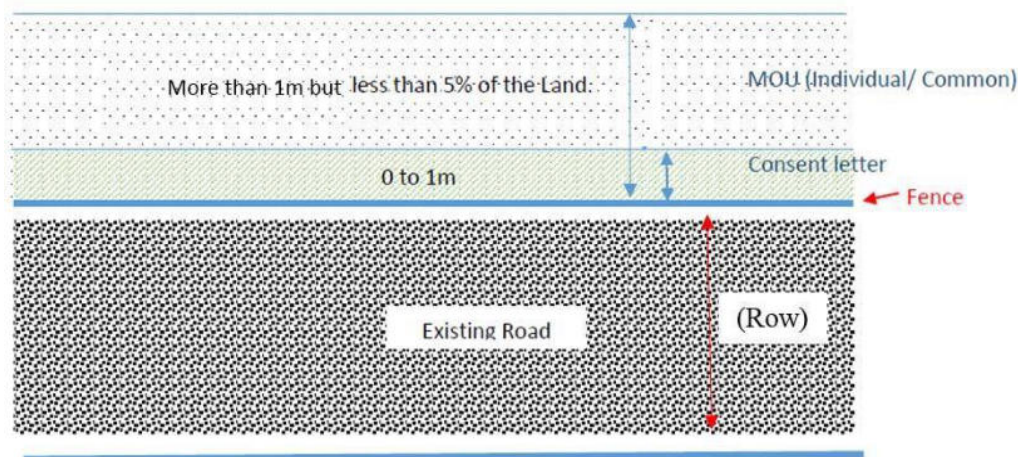 More than 1m but less than 5% of the Land.
MOU (Individual/ Common)
Consent letter
0 to 1m
Fence
(Row)
Existing Road